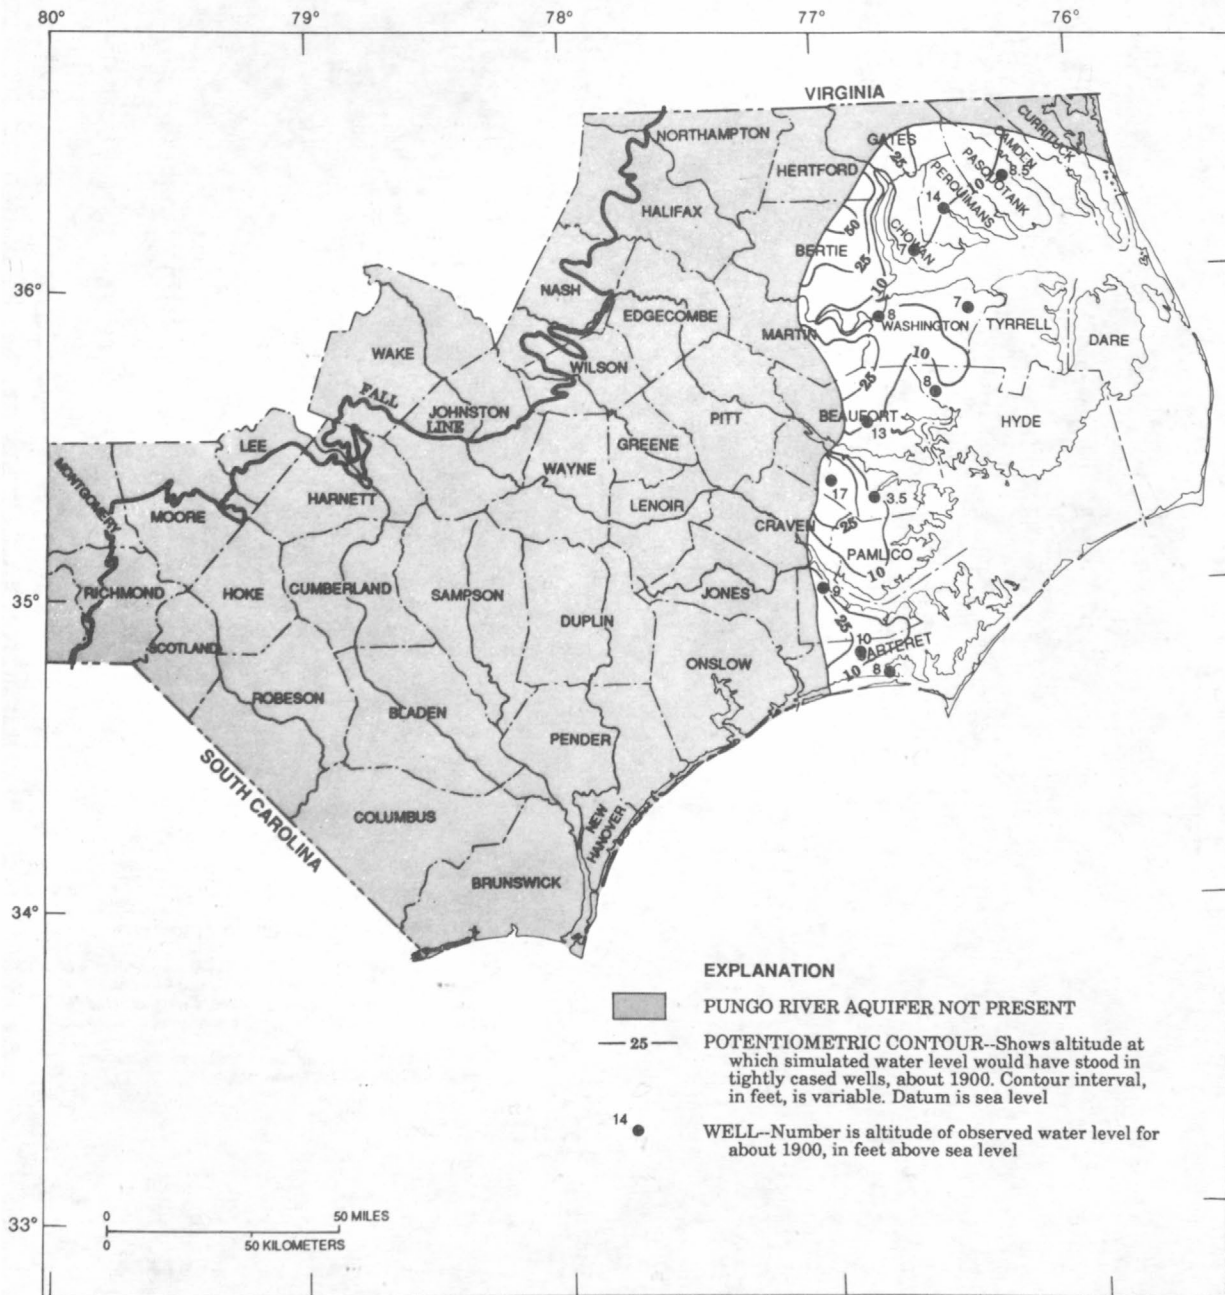 80° 79° 78° 77° 76°
VIRGINIA
NORTHAMPTON
GATES
CAMDEN
CURRITUCK
HERTFORD
25
PASQUOTANK
8.5
10
PERQUIMANS
14
HALIFAX
50
CHOWAN
BERTIE
7
25
36°
NASH
10
EDGECOMBE
8
7
WASHINGTON
TYRRELL
MARTIN
DARE
WAKE
10
WILSON
25
8
FALL
LINE
JOHNSTON
PITT
BEAUFORT
HYDE
13
LEE
GREENE
WAYNE
MONTGOMERY
17
3.5
HARNETT
LENOIR
MOORE
CRAVEN
25
PAMLICO
10
RICHMOND
HOKE
CUMBERLAND
SAMPSON
JONES
9
35°
DUPLIN
25
SCOTLAND
10
ARTERET
ONSLOW
10
8
ROBESON
BLADEN
PENDER
SOUTH CAROLINA
COLUMBUS
NEW
HANOVER
BRUNSWICK
34°
EXPLANATION
PUNGO RIVER AQUIFER NOT PRESENT
25 POTENTIOMETRIC CONTOUR--Shows altitude at
which simulated water level would have stood in
tightly cased wells, about 1900. Contour interval,
in feet, is variable. Datum is sea level
14 WELL--Number is altitude of observed water level for
about 1900, in feet above sea level
33°
0 50 MILES
0 50 KILOMETERS